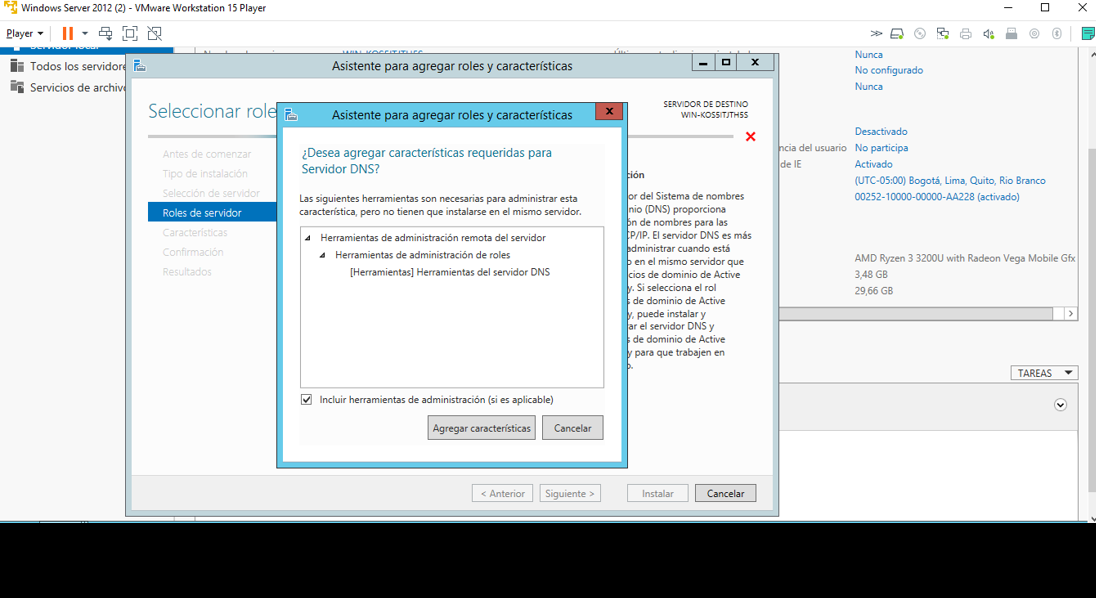 Windows Server 2012 (2) - VMware Workstation 15 Player
Player
Servidor local
Todos los servidore
Servicios de archivo
WIN-KOSSITJTH5S
Nunca
No configurado
Nunca
Desactivado
ncia del usuario No participa
de IE Activado
(UTC-05:00) Bogotá, Lima, Quito, Rio Branco
00252-10000-00000-AA228 (activado)
AMD Ryzen 3 3200U with Radeon Vega Mobile Gfx
3,48 GB
29,66 GB
TAREAS
Asistente para agregar roles y características
Seleccionar role
SERVIDOR DE DESTINO
WIN-KOSSITJTH5S
Antes de comenzar
Tipo de instalación
Selección de servidor
Roles de servidor
Características
Confirmación
Resultados
ción
or del Sistema de nombres
nio (DNS) proporciona
ón de nombres para las
CP/IP. El servidor DNS es más
administrar cuando está
o en el mismo servidor que
icios de dominio de Active
y. Si selecciona el rol
s de dominio de Active
y, puede instalar y
ar el servidor DNS y
s de dominio de Active
y para que trabajen en
o.
Asistente para agregar roles y características
¿Desea agregar características requeridas para
Servidor DNS?
Las siguientes herramientas son necesarias para administrar esta
característica, pero no tienen que instalarse en el mismo servidor.
Herramientas de administración remota del servidor
Herramientas de administración de roles
[Herramientas] Herramientas del servidor DNS
Incluir herramientas de administración (si es aplicable)
Agregar características Cancelar
< Anterior Siguiente > Instalar Cancelar